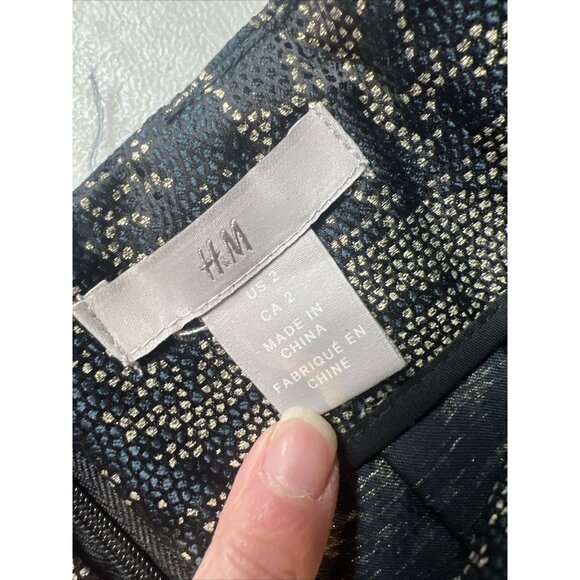 H&M
US 2
CA 2
MADE IN
CHINA
FABRIQUÉ EN
CHINE